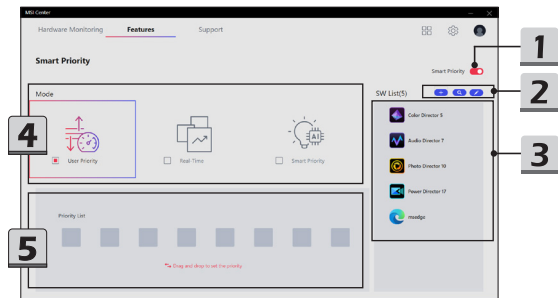 MSI Center
Hardware Monitoring Features Support
Smart Priority
Smart Priority
1
Mode
SW List(5)
2
Color Director 5
Audio Director 7
Photo Director 10
Power Director 17
msedge
3
4
User Priority
Real-Time
Smart Priority
AI
Priority List
5
Drag and drop to set the priority